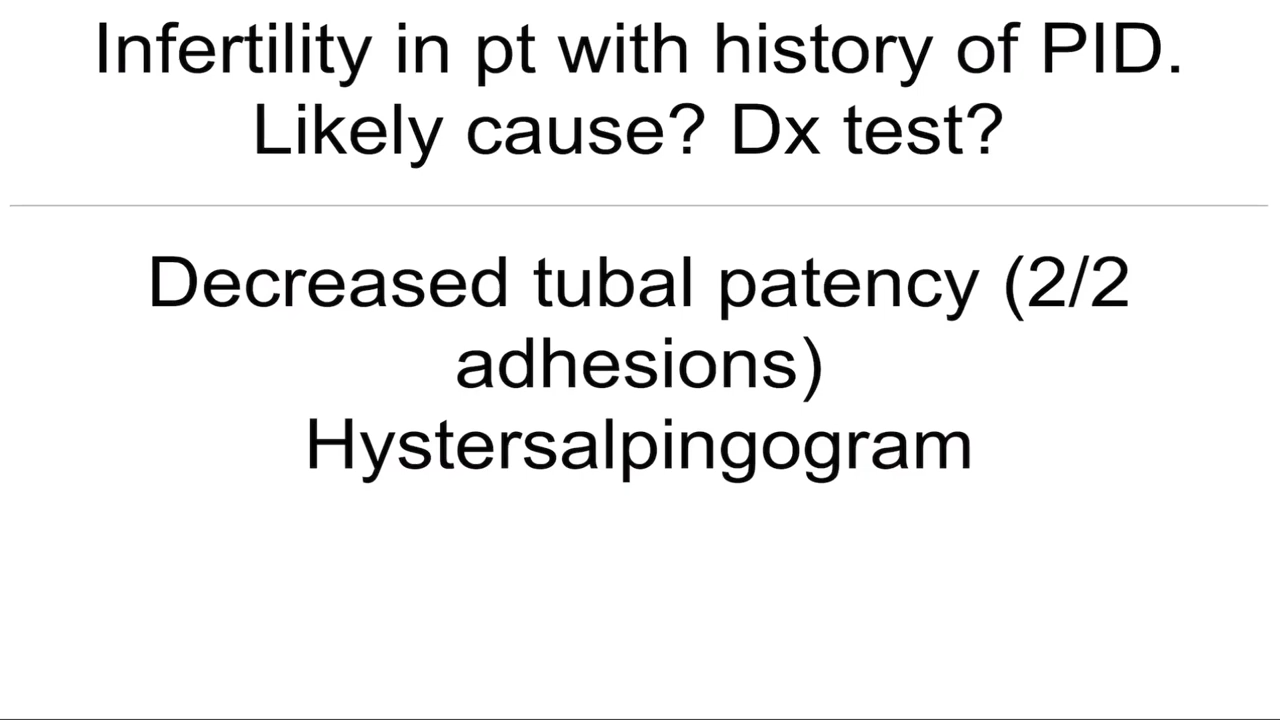 Infertility in pt with history of PID.
Likely cause? Dx test?
Decreased tubal patency (2/2
adhesions)
Hystersalpingogram